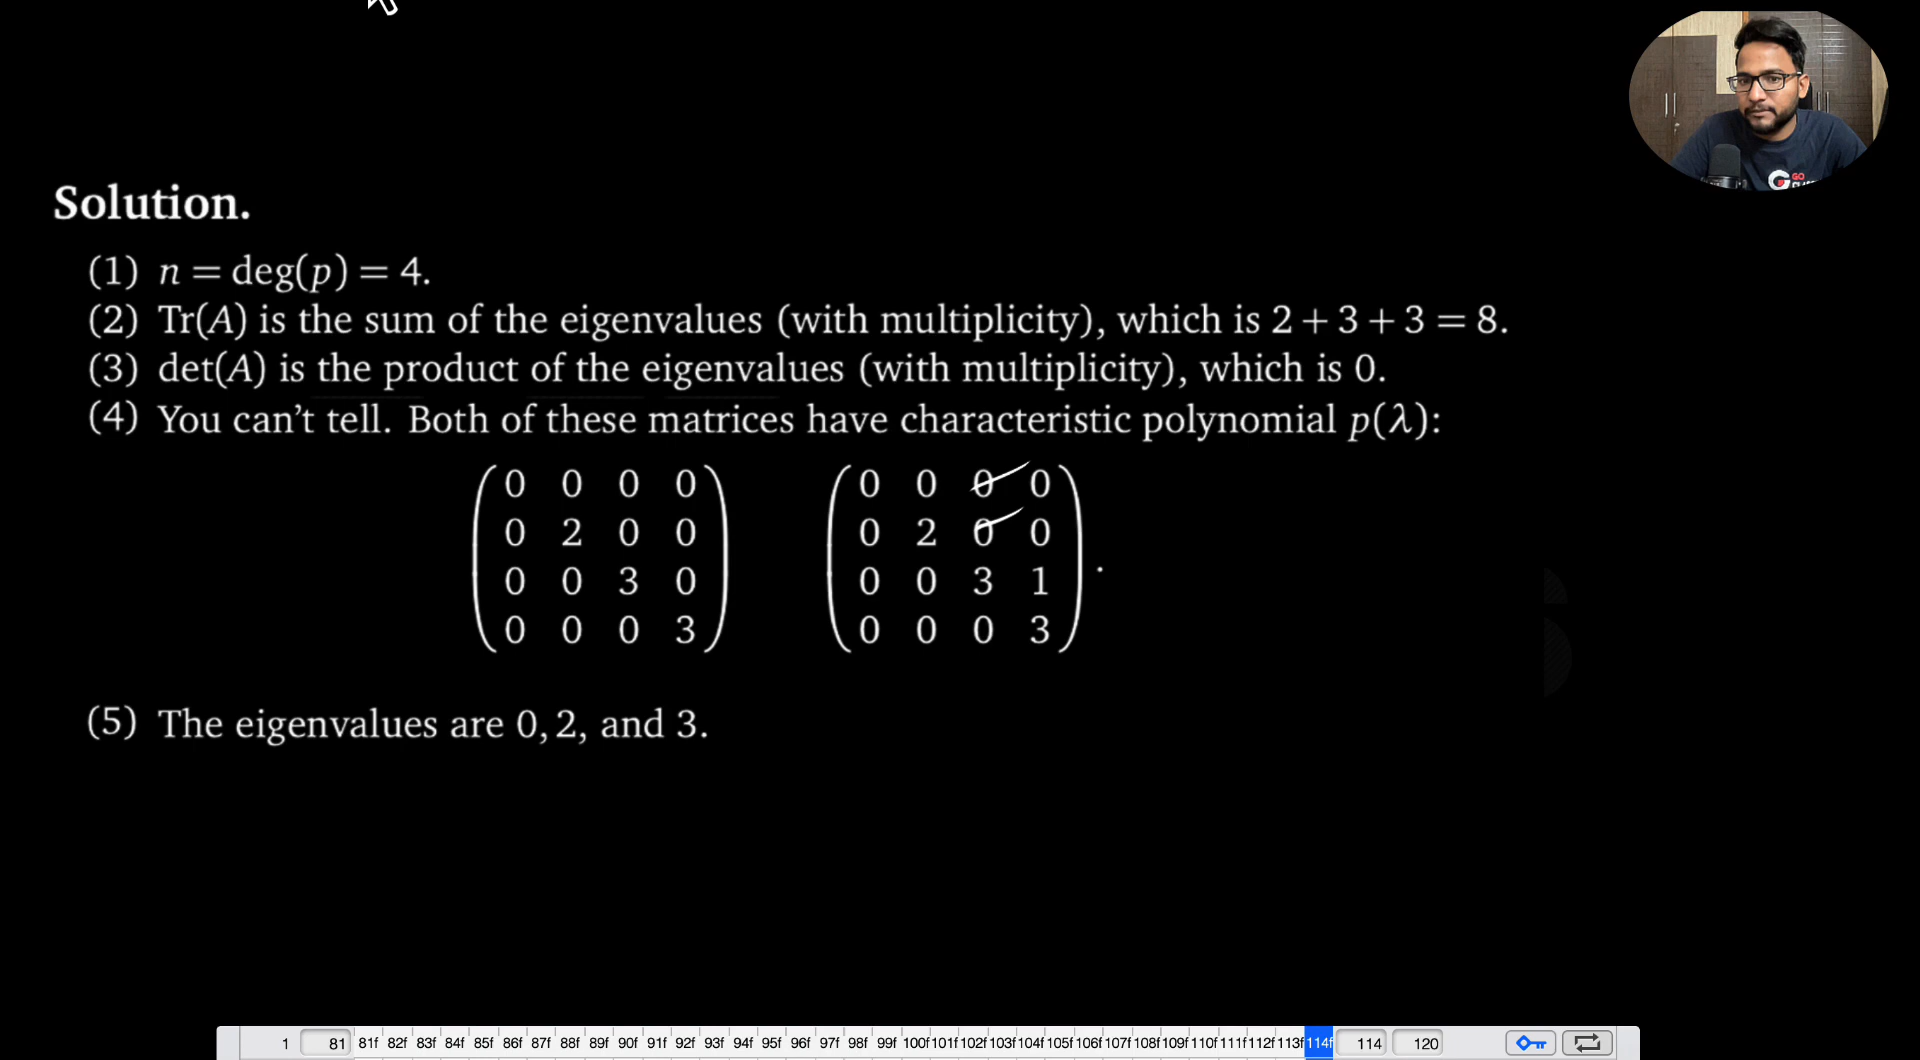 GO
Solution.
(1) n = deg(p) = 4.
(2) Tr(A) is the sum of the eigenvalues (with multiplicity), which is 2 + 3 + 3 = 8.
(3) det(A) is the product of the eigenvalues (with multiplicity), which is 0.
(4) You can't tell. Both of these matrices have characteristic polynomial p(λ):
0 0 0 0 0 0 0 0
0 2 0 0 0 2 0 0
0 0 3 0 0 0 3 1 .
0 0 0 3 0 0 0 3
(5) The eigenvalues are 0, 2, and 3.
1 81 81f 82f 83f 84f 85f 86f 87f 88f 89f 90f 91f 92f 93f 94f 95f 96f 97f 98f 99f 100f 101f 102f 103f 104f 105f 106f 107f 108f 109f 110f 111f 112f 113f 114f 114 120